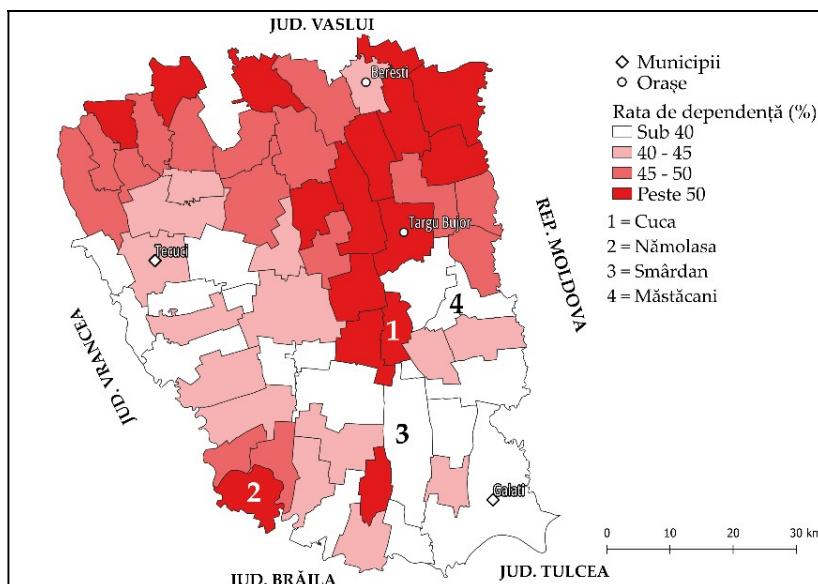 JUD. VASLUI
Beresti
Municipii
Orașe
Rata de dependență (%)
Sub 40
40 - 45
45 - 50
Peste 50
1 = Cuca
2 = Nămolasa
3 = Smârdan
4 = Măstăcani
Targu Bujor
Tecuci
REP. MOLDOVA
JUD. VRANCEA
1
4
3
2
Galati
0 10 20 30 km
JUD. BRĂILA
JUD. TULCEA